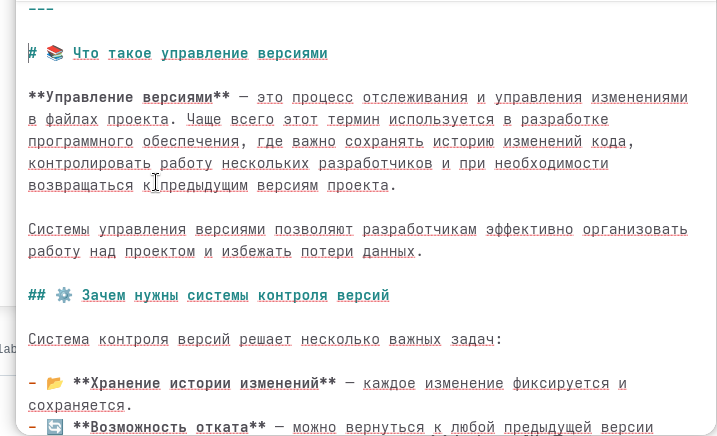 ---
# 📚 Что такое управление версиями
**Управление версиями** — это процесс отслеживания и управления изменениями
в файлах проекта. Чаще всего этот термин используется в разработке
программного обеспечения, где важно сохранять историю изменений кода,
контролировать работу нескольких разработчиков и при необходимости
возвращаться к предыдущим версиям проекта.
Системы управления версиями позволяют разработчикам эффективно организовать
работу над проектом и избежать потери данных.
## ⚙️ Зачем нужны системы контроля версий
Система контроля версий решает несколько важных задач:
lab
- 📂 **Хранение истории изменений** — каждое изменение фиксируется и
сохраняется.
- 🔄 **Возможность отката** — можно вернуться к любой предыдущей версии